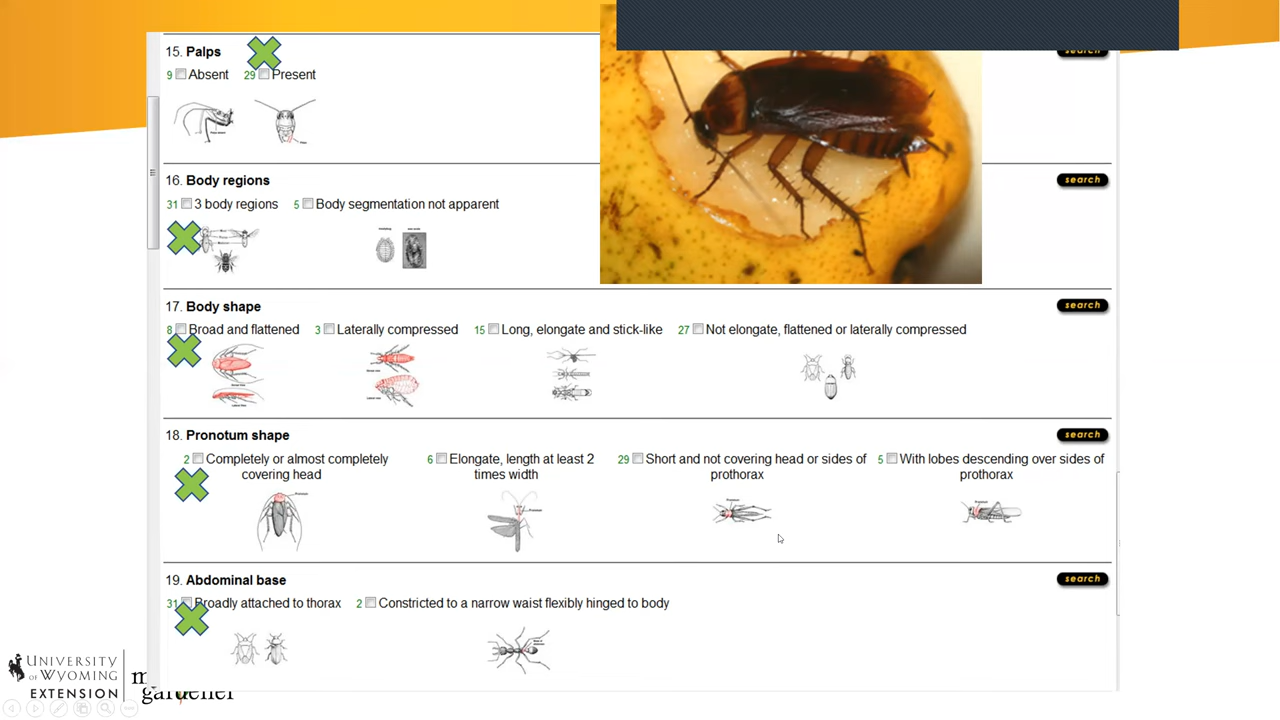 15. Palps
search
9 Absent 29 Present
16. Body regions
search
31 3 body regions 5 Body segmentation not apparent
17. Body shape
search
8 Broad and flattened 3 Laterally compressed 15 Long, elongate and stick-like 27 Not elongate, flattened or laterally compressed
18. Pronotum shape
search
2 Completely or almost completely covering head
6 Elongate, length at least 2 times width
29 Short and not covering head or sides of prothorax
5 With lobes descending over sides of prothorax
19. Abdominal base
search
31 Broadly attached to thorax 2 Constricted to a narrow waist flexibly hinged to body
UNIVERSITY
OF WYOMING
EXTENSION
gardener